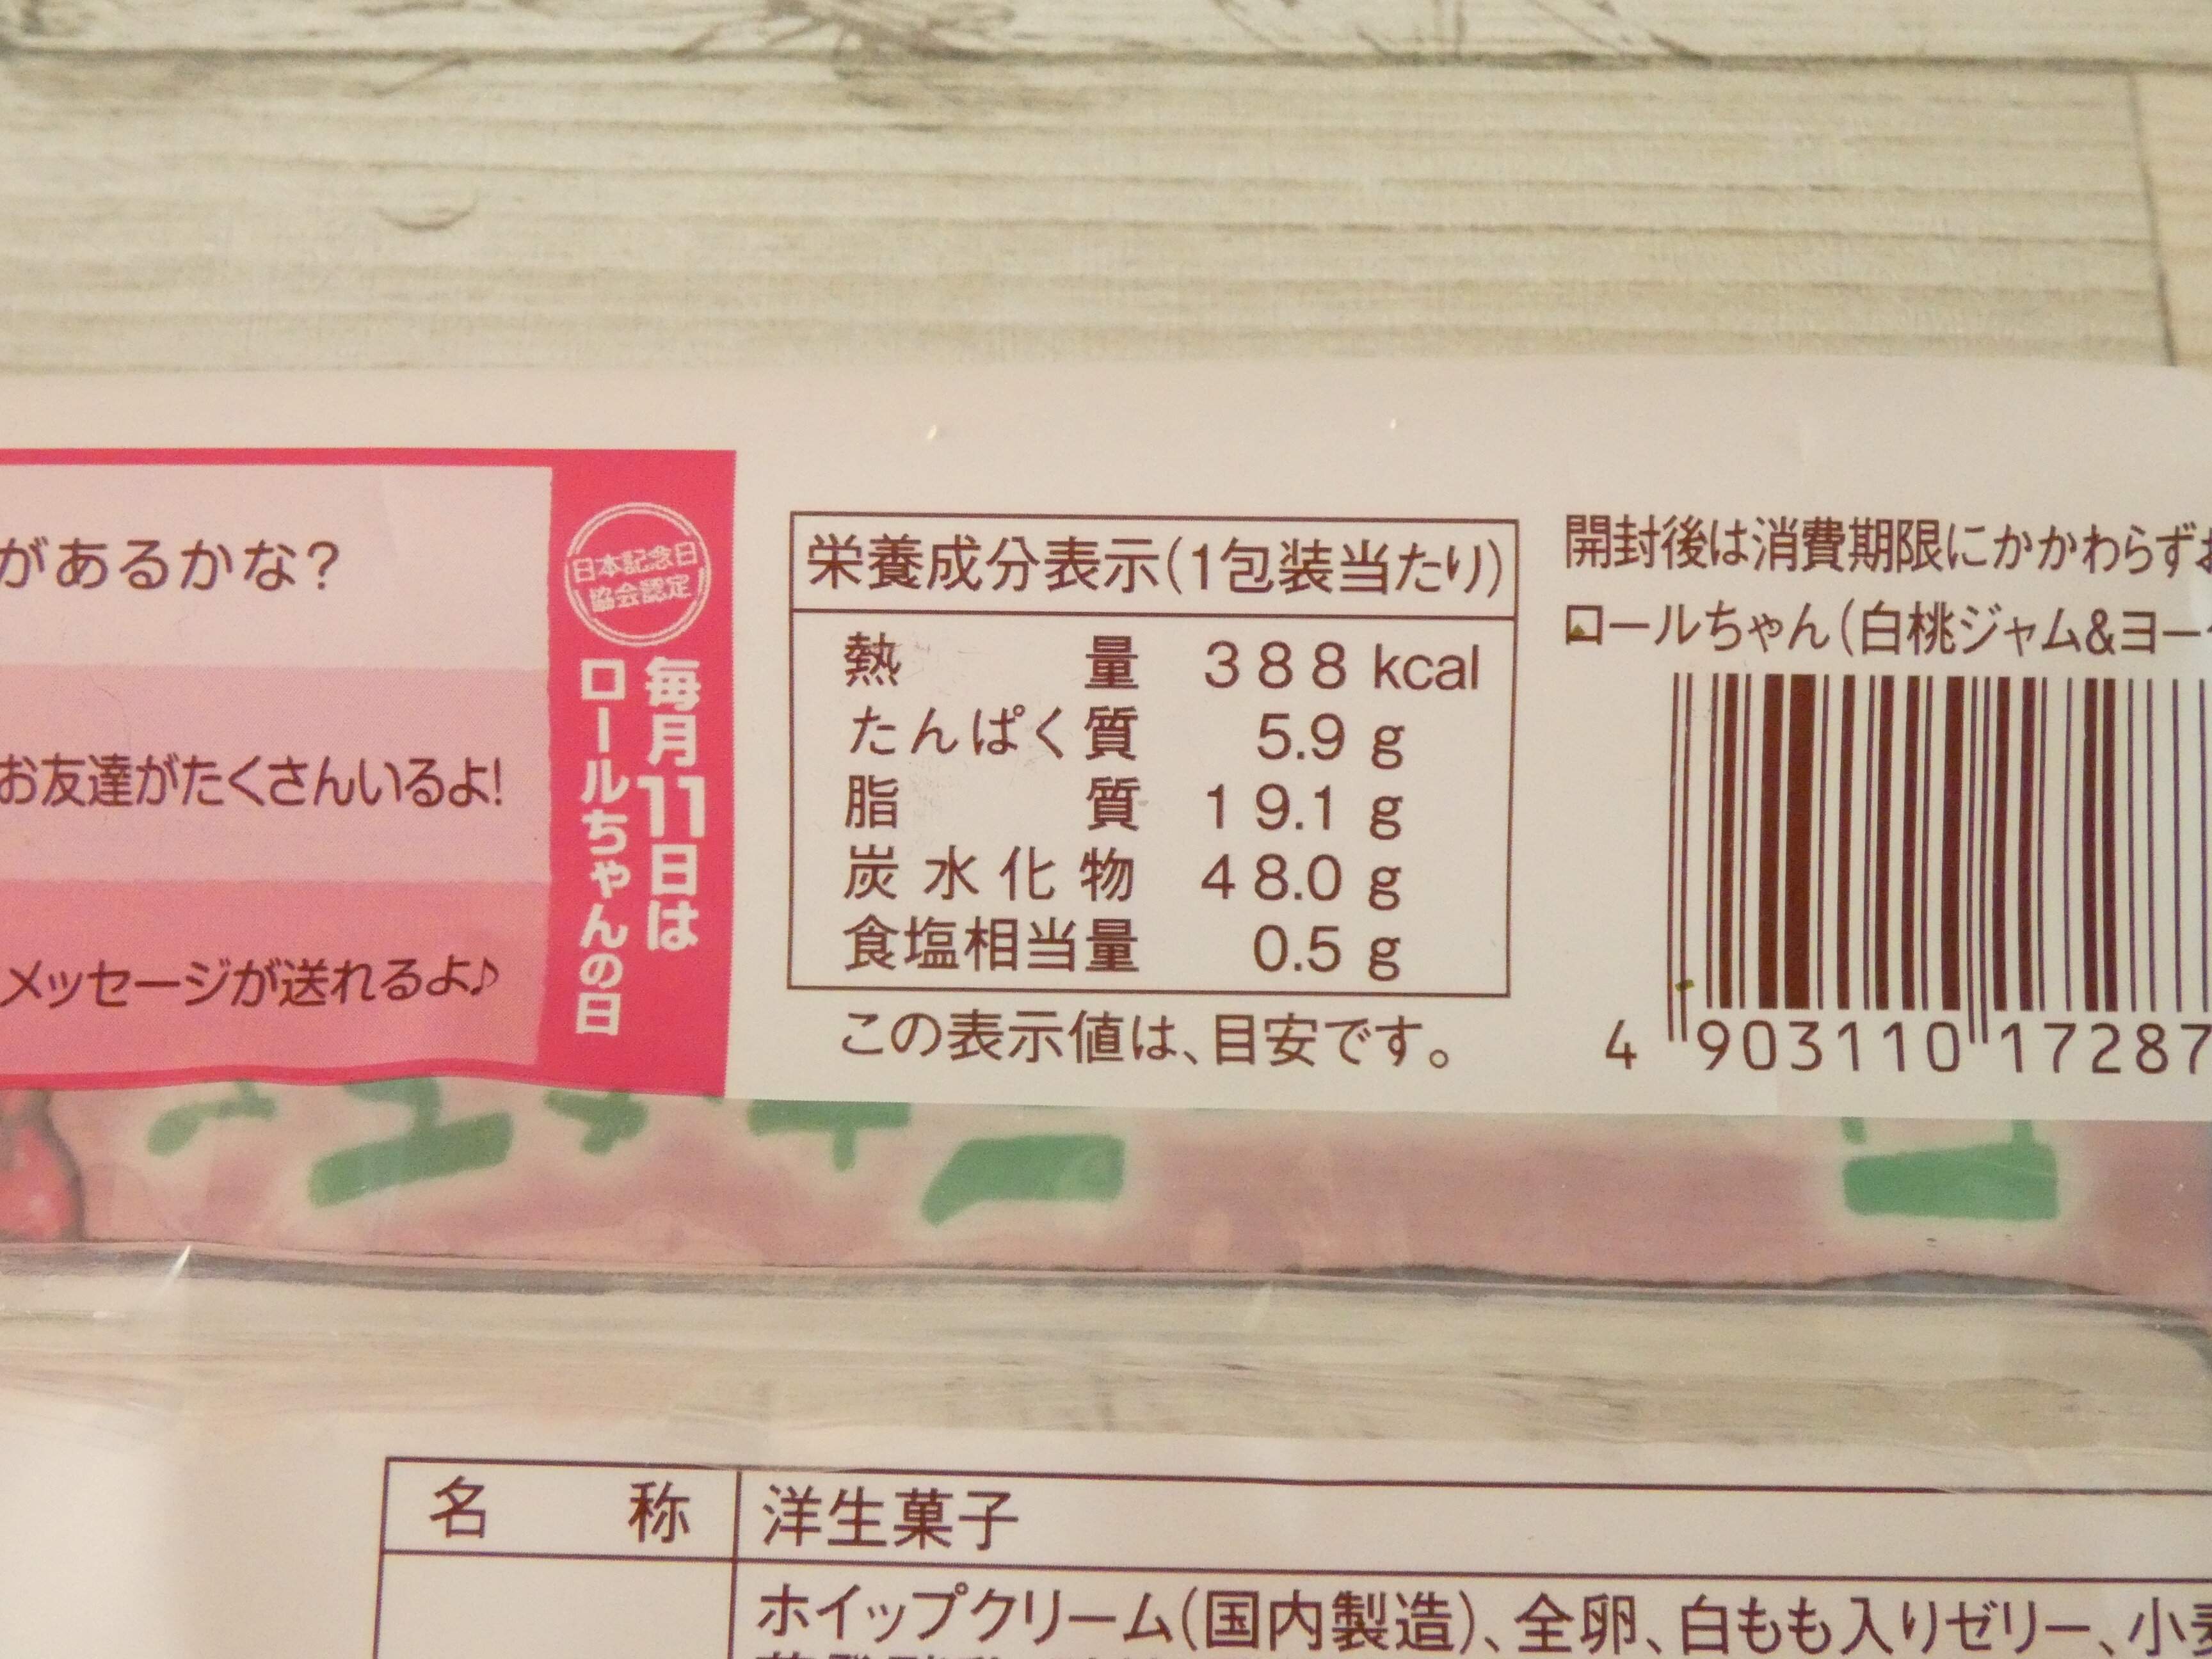 があるかな?
お友達がたくさんいるよ!
メッセージが送れるよ♪
日本記念日
協会認定
毎月11日は
ロールちゃんの日
栄養成分表示(1包装当たり)
熱量 388 kcal
たんぱく質 5.9 g
脂質 19.1 g
炭水化物 48.0 g
食塩相当量 0.5 g
この表示値は、目安です。
開封後は消費期限にかかわらずお
ロールちゃん(白桃ジャム&ヨー
4 903110 17287
名称 洋生菓子
ホイップクリーム(国内製造)、全卵、白もも入りゼリー、小麦